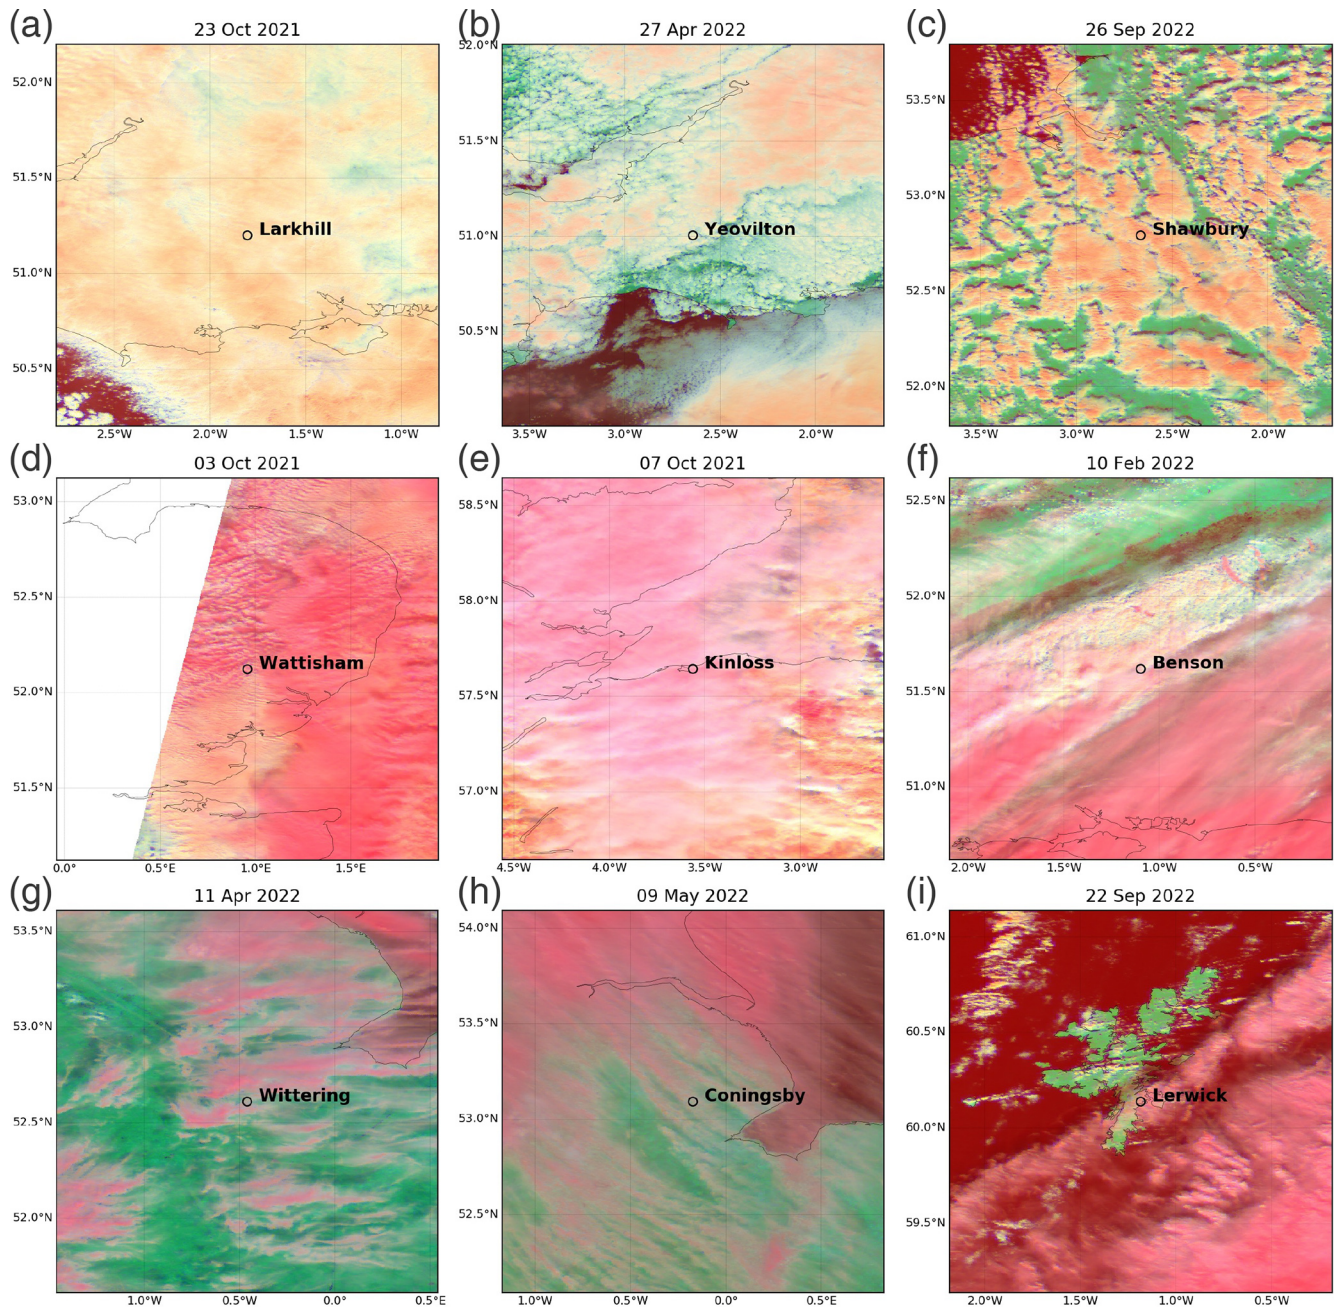 (a)
23 Oct 2021
52.0°N
51.5°N
51.0°N
50.5°N
2.5°W 2.0°W 1.5°W 1.0°W
Larkhill
(b)
27 Apr 2022
52.0°N
51.5°N
51.0°N
50.5°N
3.5°W 3.0°W 2.5°W 2.0°W
Yeovilton
(c)
26 Sep 2022
53.5°N
53.0°N
52.5°N
52.0°N
3.5°W 3.0°W 2.5°W 2.0°W
Shawbury
(d)
03 Oct 2021
53.0°N
52.5°N
52.0°N
51.5°N
0.0° 0.5°E 1.0°E 1.5°E
Wattisham
(e)
07 Oct 2021
58.5°N
58.0°N
57.5°N
57.0°N
4.5°W 4.0°W 3.5°W 3.0°W
Kinloss
(f)
10 Feb 2022
52.5°N
52.0°N
51.5°N
51.0°N
2.0°W 1.5°W 1.0°W 0.5°W
Benson
(g)
11 Apr 2022
53.5°N
53.0°N
52.5°N
52.0°N
1.0°W 0.5°W 0.0° 0.5°E
Wittering
(h)
09 May 2022
54.0°N
53.5°N
53.0°N
52.5°N
1.0°W 0.5°W 0.0° 0.5°E
Coningsby
(i)
22 Sep 2022
61.0°N
60.5°N
60.0°N
59.5°N
2.0°W 1.5°W 1.0°W 0.5°W
Lerwick